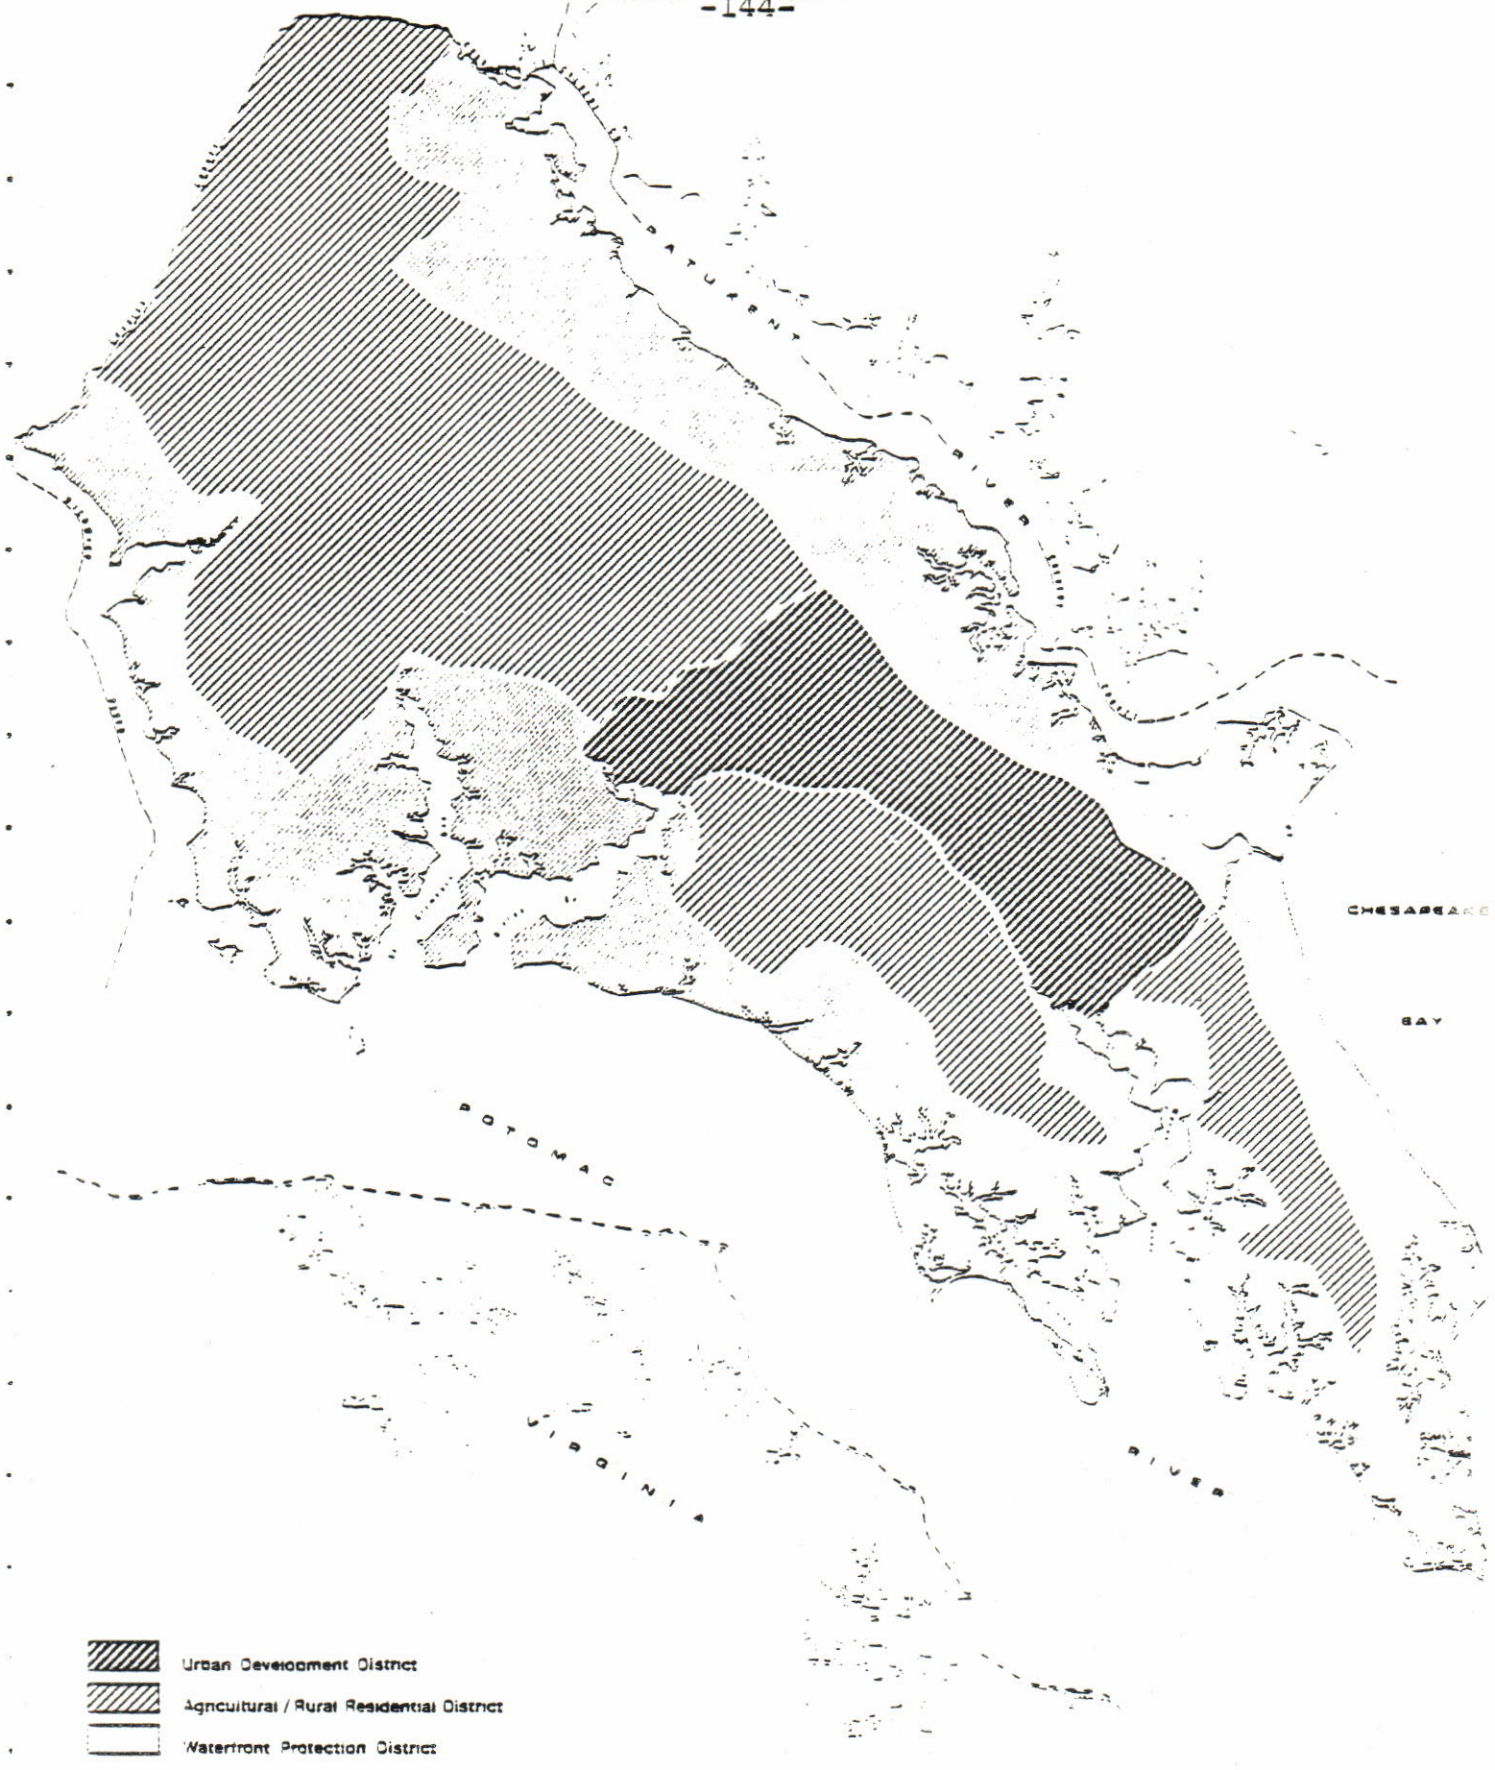 -144-
PATUXENT
RIVER
CHESAPEAKE
BAY
POTOMAC
VIRGINIA
RIVER
Urban Development District
Agricultural / Rural Residential District
Waterfront Protection District